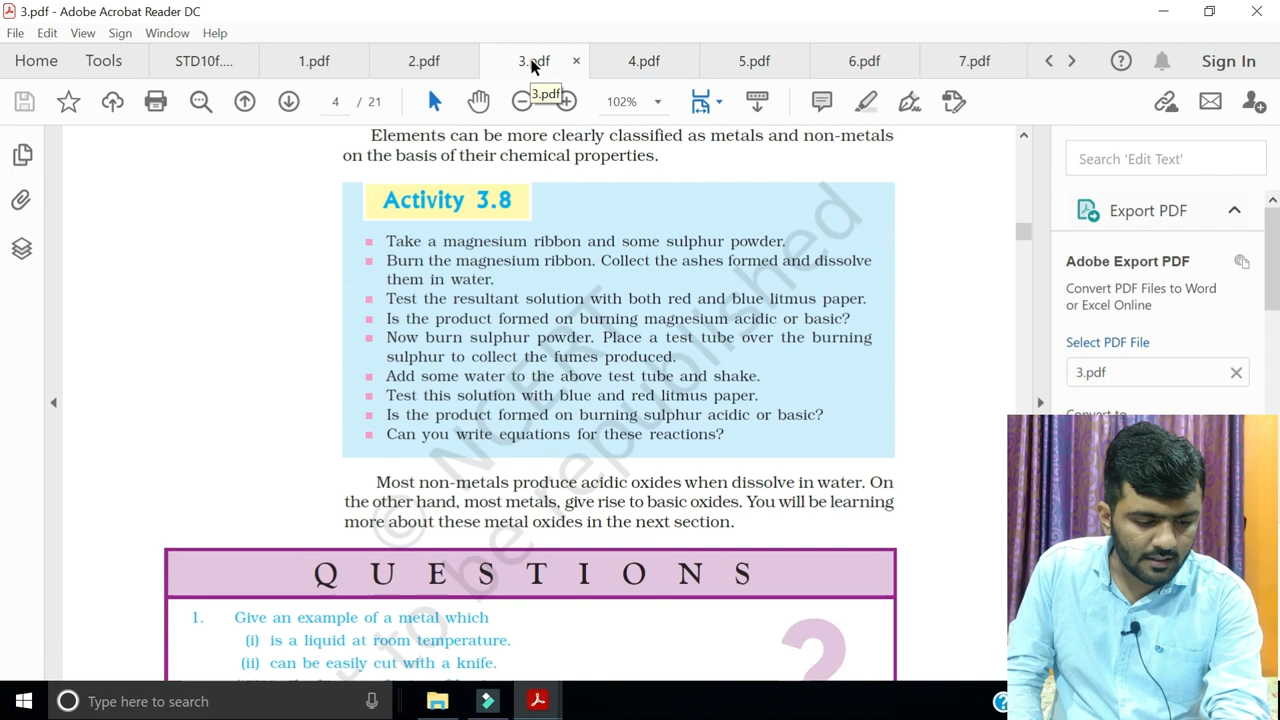 3.pdf - Adobe Acrobat Reader DC
File Edit View Sign Window Help
Home Tools STD10f.... 1.pdf 2.pdf 3.pdf 4.pdf 5.pdf 6.pdf 7.pdf Sign In
4 / 21 102%
3.pdf
Elements can be more clearly classified as metals and non-metals
on the basis of their chemical properties.
Activity 3.8
Take a magnesium ribbon and some sulphur powder.
Burn the magnesium ribbon. Collect the ashes formed and dissolve
them in water.
Test the resultant solution with both red and blue litmus paper.
Is the product formed on burning magnesium acidic or basic?
Now burn sulphur powder. Place a test tube over the burning
sulphur to collect the fumes produced.
Add some water to the above test tube and shake.
Test this solution with blue and red litmus paper.
Is the product formed on burning sulphur acidic or basic?
Can you write equations for these reactions?
Most non-metals produce acidic oxides when dissolve in water. On
the other hand, most metals, give rise to basic oxides. You will be learning
more about these metal oxides in the next section.
QUESTIONS
1. Give an example of a metal which
(i) is a liquid at room temperature.
(ii) can be easily cut with a knife.
?
© NCERT
to be republished
Search 'Edit Text'
Export PDF
Adobe Export PDF
Convert PDF Files to Word
or Excel Online
Select PDF File
3.pdf
Convert to
Type here to search